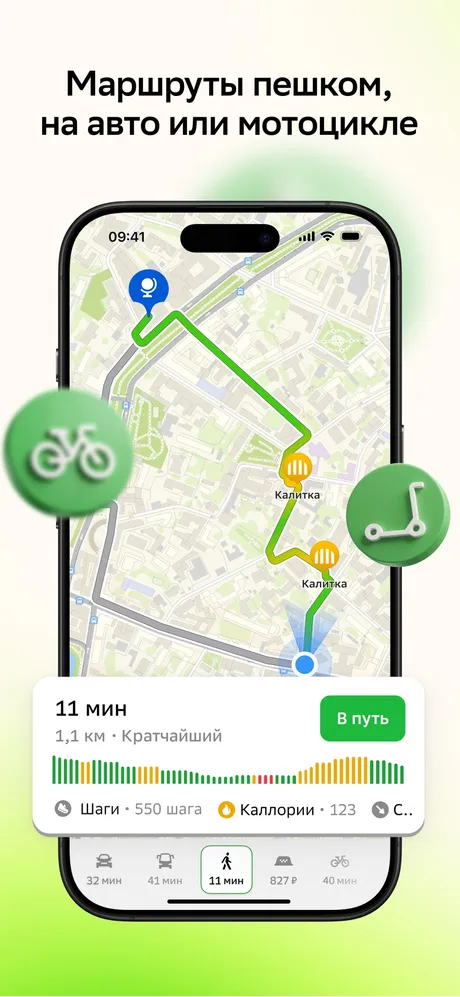 Маршруты пешком,
на авто или мотоцикле
09:41
Калитка
Калитка
11 мин
1,1 км • Кратчайший
В путь
Шаги • 550 шага
Каллории • 123
С..
32 мин
41 мин
11 мин
827 ₽
40 мин